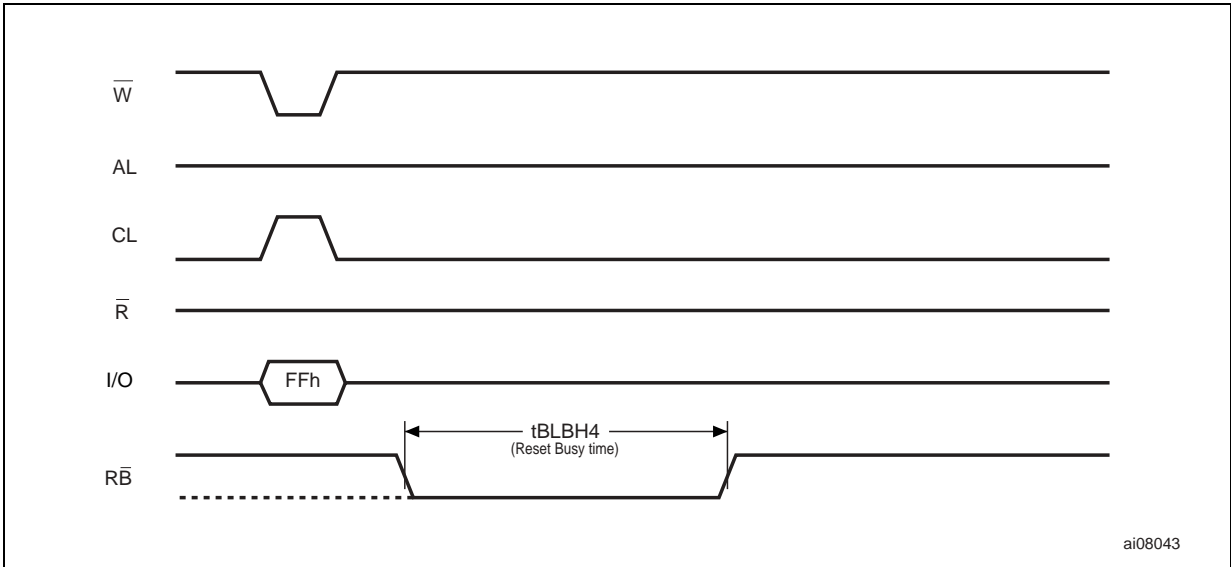 W̅
AL
CL
R̅
I/O
FFh
tBLBH4
(Reset Busy time)
RB̅
ai08043